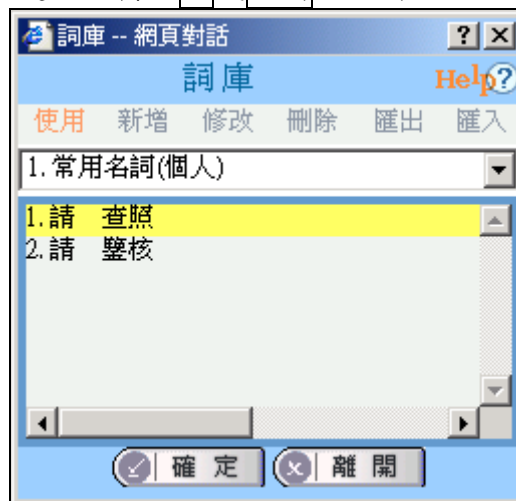 詞庫 -- 網頁對話
詞庫 Help?
使用 新增 修改 刪除 匯出 匯入
1. 常用名詞(個人)
1. 請　查照
2. 請　鑒核
確 定 離 開